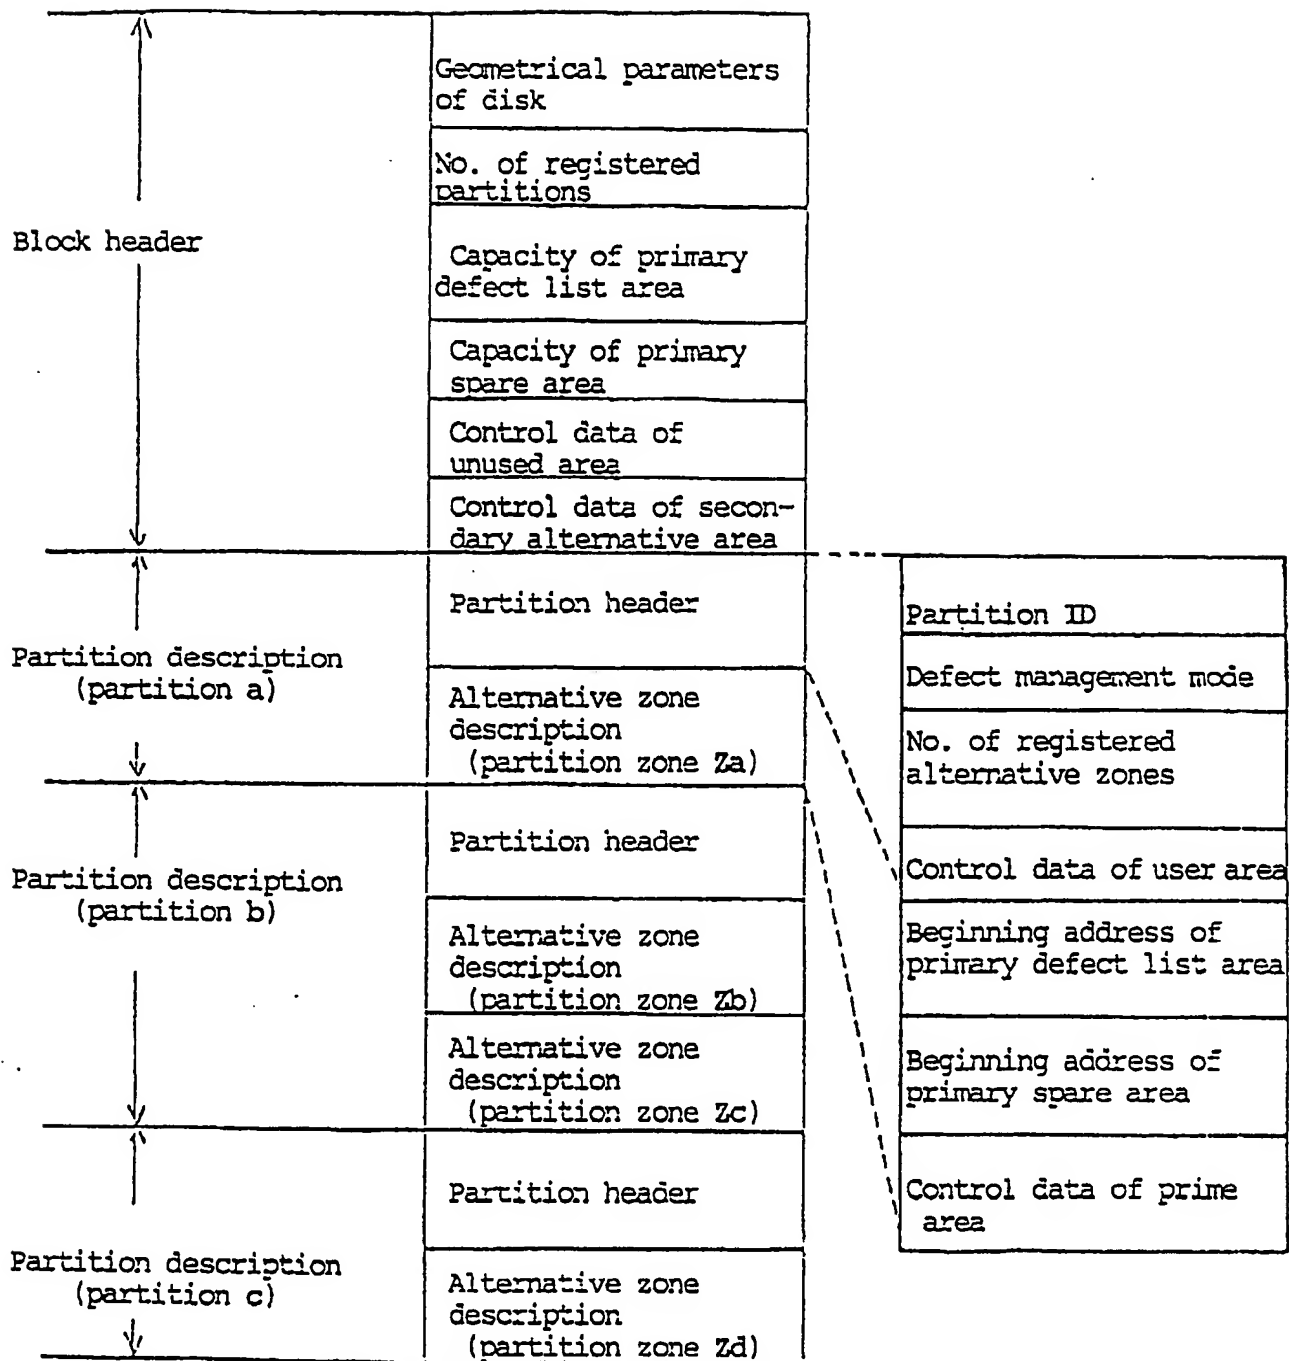 Geometrical parameters
of disk
No. of registered
partitions
Block header
Capacity of primary
defect list area
Capacity of primary
spare area
Control data of
unused area
Control data of secon-
dary alternative area
Partition header
Partition description
(partition a)
Alternative zone
description
(partition zone Za)
Partition header
Partition description
(partition b)
Alternative zone
description
(partition zone Zb)
Alternative zone
description
(partition zone Zc)
Partition header
Partition description
(partition c)
Alternative zone
description
(partition zone Zd)
Partition ID
Defect management mode
No. of registered
alternative zones
Control data of user area
Beginning address of
primary defect list area
Beginning address of
primary spare area
Control data of prime
area